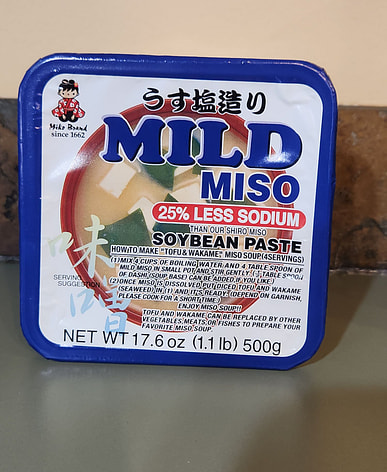 うす塩造り
Miko Brand
since 1662
MILD
MISO
25% LESS SODIUM
THAN OUR SHIRO MISO
SOYBEAN PASTE
HOW TO MAKE "TOFU & WAKAME" MISO SOUP(4SERVINGS)
(1)MIX 4 CUPS OF BOILING WATER AND 4 TABLE SPOON OF
MILD MISO IN SMALL POT AND STIR GENTLY. (1 TABLE SPOON
OF DASHI (SOUP BASE) CAN BE ADDED IF YOU LIKE)
(2)ONCE MISO IS DISSOLVED, PUT DICED TOFU AND WAKAME
(SEAWEED) IN (1) AND IT'S READY. (DEPEND ON GARNISH,
PLEASE COOK FOR A SHORT TIME)
ENJOY MISO SOUP!!
TOFU AND WAKAME CAN BE REPLACED BY OTHER
VEGETABLES, MEATS, OR FISHES TO PREPARE YOUR
FAVORITE MISO SOUP.
味噌
SERVING
SUGGESTION
NET WT 17.6 oz (1.1 lb) 500g